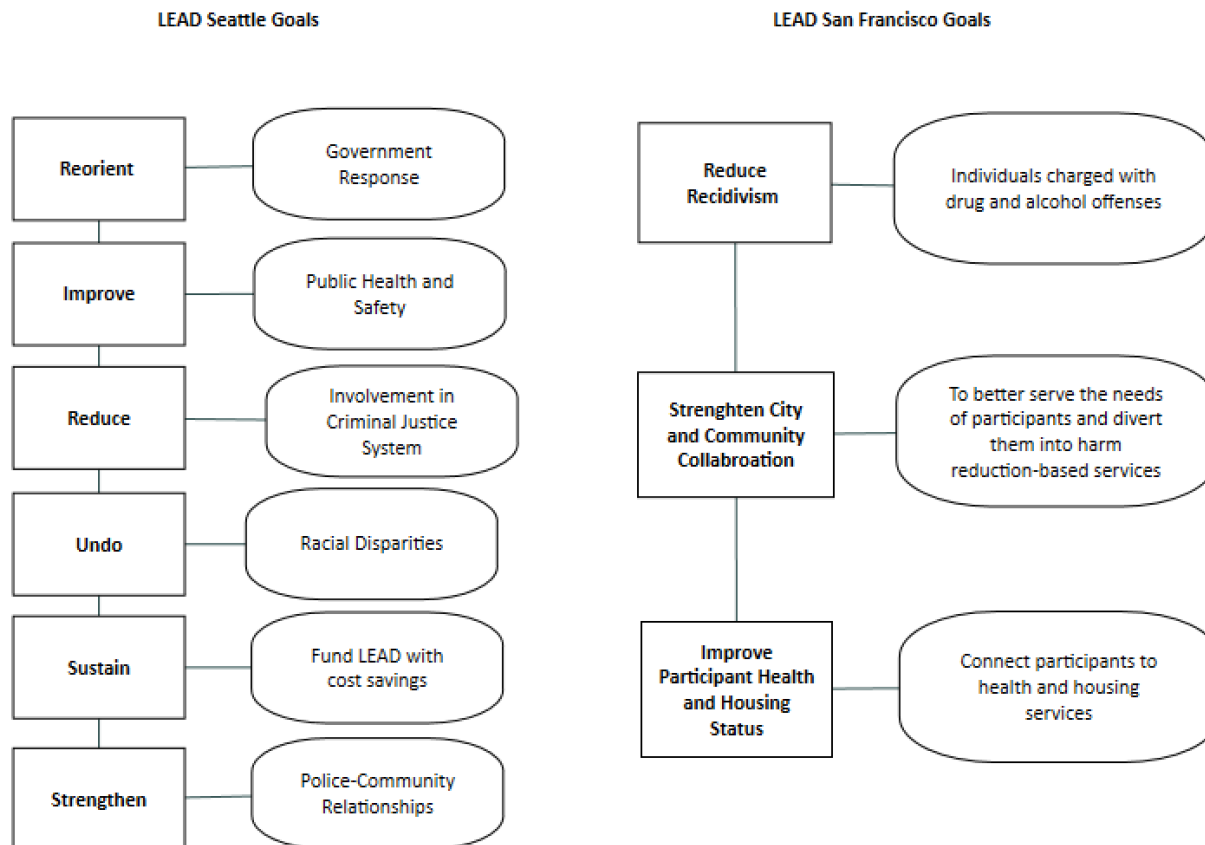 LEAD Seattle Goals
Reorient
Government
Response
Improve
Public Health and
Safety
Reduce
Involvement in
Criminal Justice
System
Undo
Racial Disparities
Sustain
Fund LEAD with
cost savings
Strengthen
Police-Community
Relationships
LEAD San Francisco Goals
Reduce
Recidivism
Individuals charged with
drug and alcohol offenses
Strenghten City
and Community
Collabroation
To better serve the needs
of participants and divert
them into harm
reduction-based services
Improve
Participant Health
and Housing
Status
Connect participants to
health and housing
services